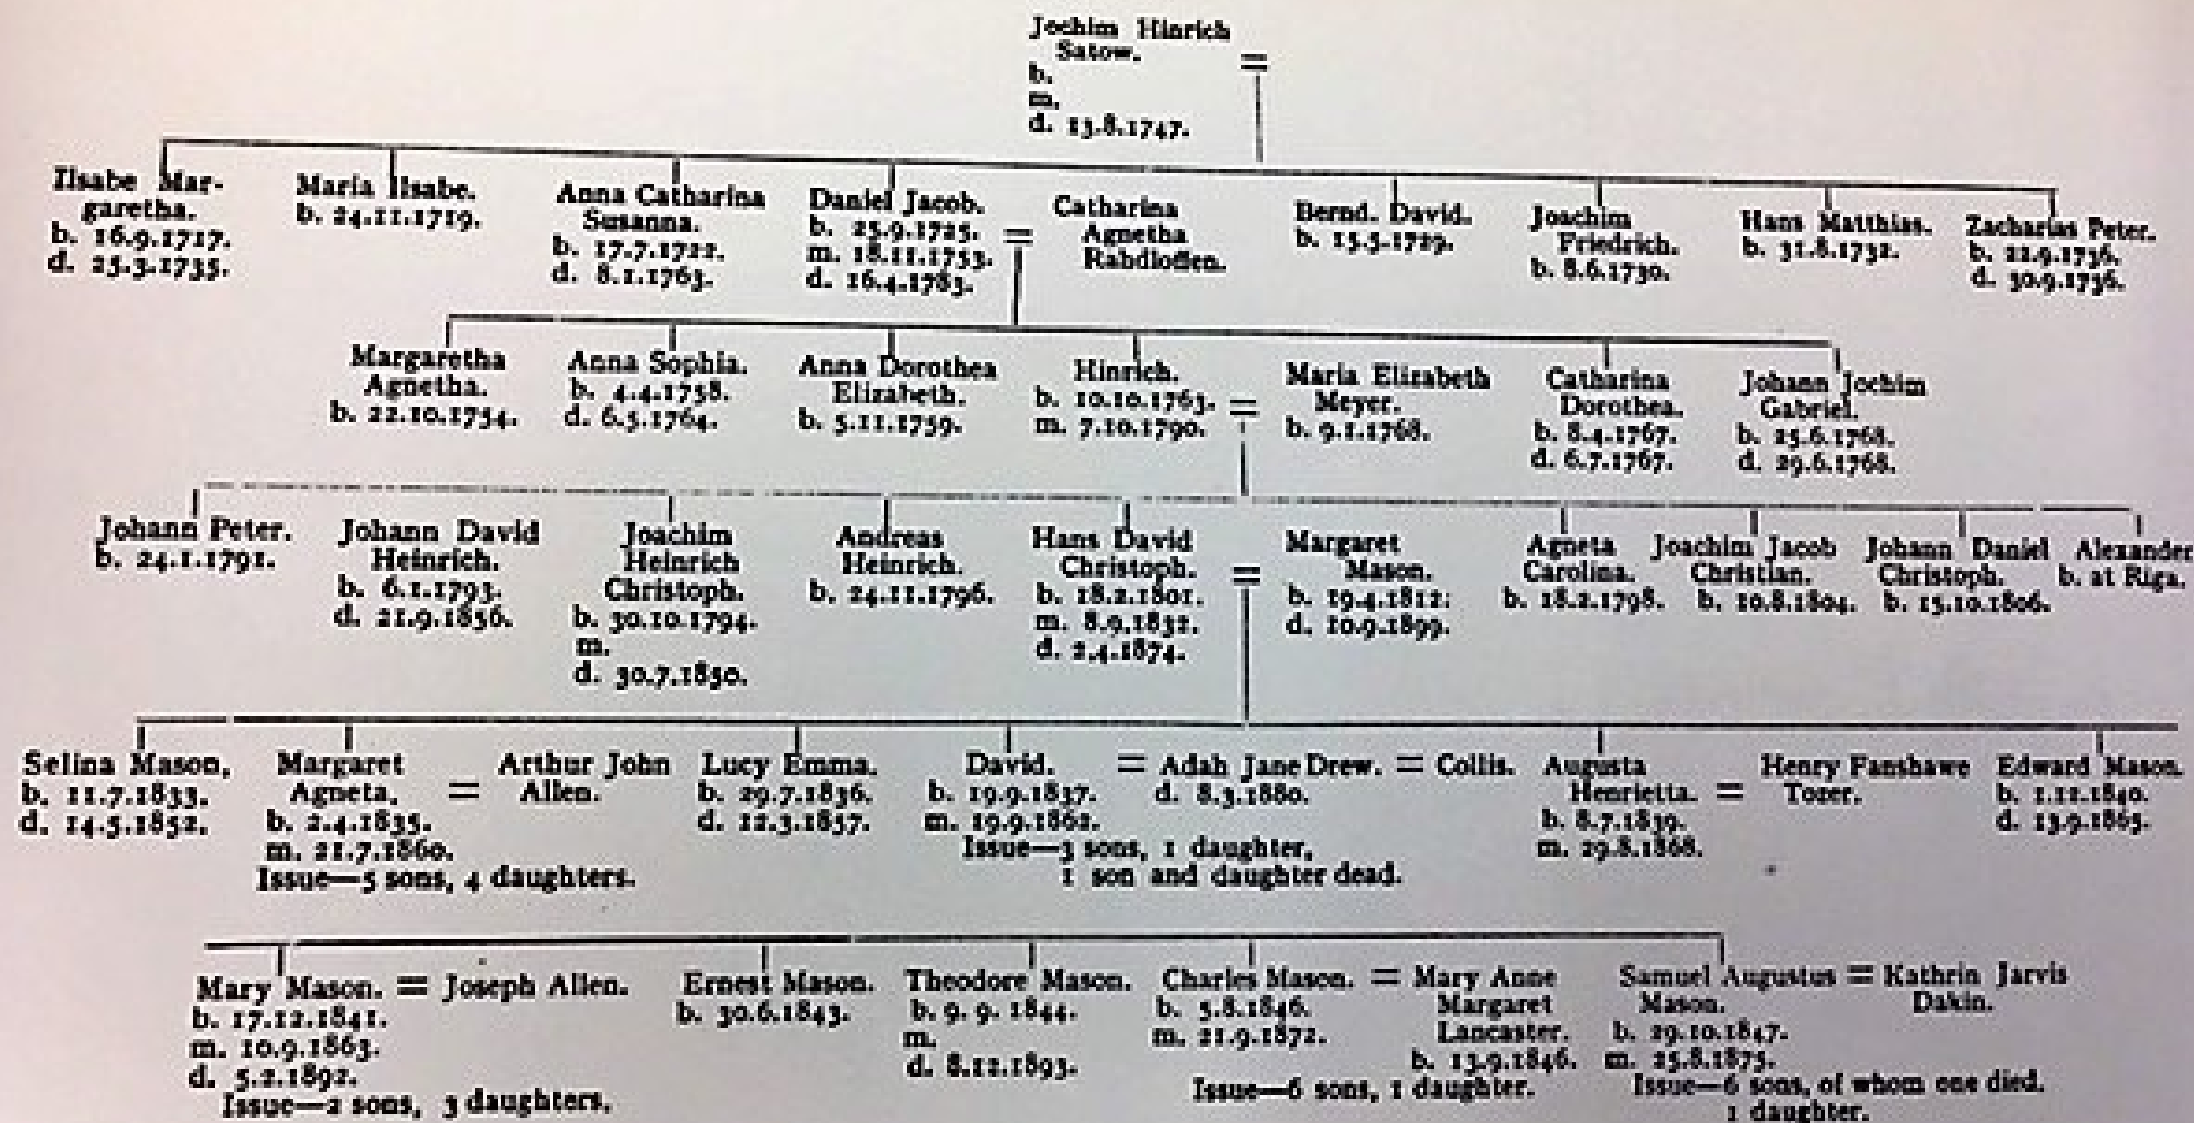 Jochim Hinrich
Satow.
b.
m.
d. 13.8.1747.
Ilsabe Mar-
garetha.
b. 16.9.1717.
d. 25.3.1735.
Maria Ilsabe.
b. 24.11.1719.
Anna Catharina
Susanna.
b. 17.7.1722.
d. 8.1.1763.
Daniel Jacob.
b. 25.9.1725.
m. 18.11.1753.
d. 16.4.1783.
=
Catharina
Agnetha
Rahdloffen.
Bernd. David.
b. 15.5.1729.
Joachim
Friedrich.
b. 8.6.1730.
Hans Matthias.
b. 31.8.1732.
Zacharias Peter.
b. 22.9.1736.
d. 30.9.1736.
Margaretha
Agnetha.
b. 22.10.1754.
Anna Sophia.
b. 4.4.1758.
d. 6.5.1764.
Anna Dorothea
Elizabeth.
b. 5.11.1759.
Hinrich.
b. 10.10.1763.
m. 7.10.1790.
=
Maria Elizabeth
Meyer.
b. 9.1.1768.
Catharina
Dorothea.
b. 8.4.1767.
d. 6.7.1767.
Johann Jochim
Gabriel.
b. 25.6.1768.
d. 29.6.1768.
Johann Peter.
b. 24.1.1791.
Johann David
Heinrich.
b. 6.1.1793.
d. 21.9.1856.
Joachim
Heinrich
Christoph.
b. 30.10.1794.
m.
d. 30.7.1850.
Andreas
Heinrich.
b. 24.11.1796.
Hans David
Christoph.
b. 18.2.1801.
m. 8.9.1832.
d. 2.4.1874.
=
Margaret
Mason.
b. 19.4.1812.
d. 10.9.1899.
Agneta
Carolina.
b. 18.2.1798.
Joachim Jacob
Christian.
b. 10.8.1804.
Johann Daniel
Christoph.
b. 15.10.1806.
Alexander
b. at Riga.
Selina Mason,
b. 11.7.1833.
d. 14.5.1852.
Margaret
Agneta.
b. 2.4.1835.
m. 21.7.1860.
Issue—5 sons, 4 daughters.
=
Arthur John
Allen.
Lucy Emma.
b. 29.7.1836.
d. 12.3.1857.
David. = Adah Jane Drew. = Collis.
b. 19.9.1837. d. 8.3.1880.
m. 19.9.1862.
Issue—3 sons, 1 daughter,
1 son and daughter dead.
Augusta
Henrietta. =
b. 8.7.1839.
m. 29.8.1868.
Henry Fanshawe
Tozer.
Edward Mason.
b. 1.12.1840.
d. 13.9.1865.
Mary Mason. = Joseph Allen.
b. 17.12.1841.
m. 10.9.1863.
d. 5.2.1892.
Issue—2 sons, 3 daughters.
Ernest Mason.
b. 30.6.1843.
Theodore Mason.
b. 9. 9. 1844.
m.
d. 8.12.1893.
Charles Mason. = Mary Anne
Margaret
Lancaster.
b. 13.9.1846.
b. 5.8.1846.
m. 21.9.1872.
Issue—6 sons, 1 daughter.
Samuel Augustus = Kathrin Jarvis
Mason. Dakin.
b. 29.10.1847.
m. 25.8.1875.
Issue—6 sons, of whom one died.
1 daughter.